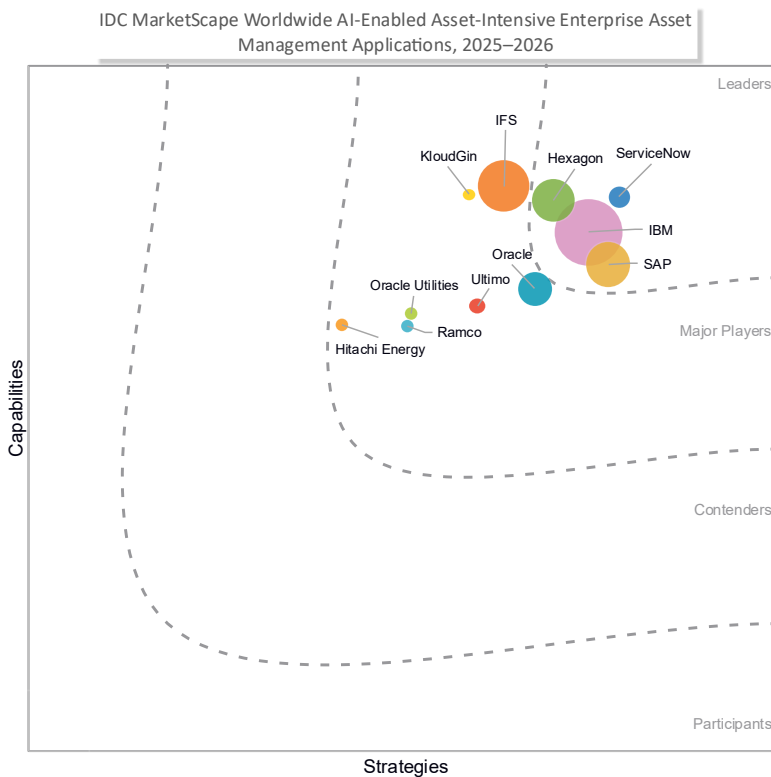 IDC MarketScape Worldwide AI-Enabled Asset-Intensive Enterprise Asset
Management Applications, 2025–2026
Leaders
IFS
KloudGin
Hexagon
ServiceNow
IBM
Oracle
SAP
Oracle Utilities
Ultimo
Ramco
Hitachi Energy
Major Players
Capabilities
Contenders
Participants
Strategies